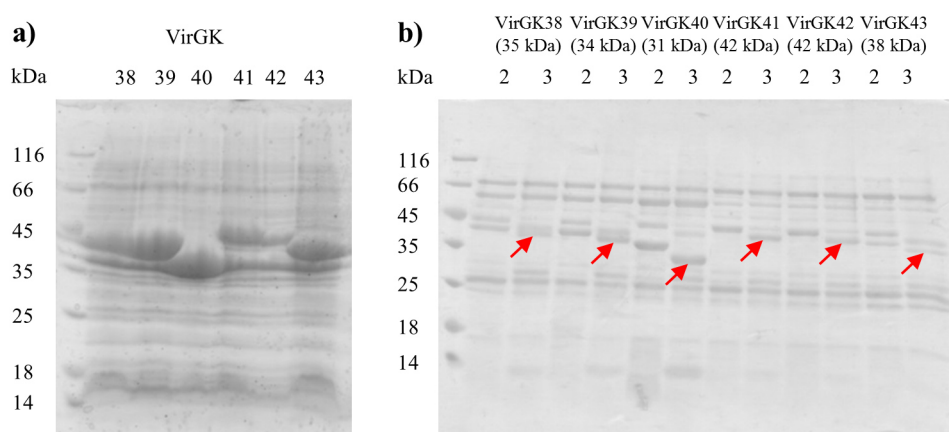 a)
VirGK
kDa 38 39 40 41 42 43
116
66
45
35
25
18
14
b)
VirGK38 VirGK39 VirGK40 VirGK41 VirGK42 VirGK43
(35 kDa) (34 kDa) (31 kDa) (42 kDa) (42 kDa) (38 kDa)
kDa 2 3 2 3 2 3 2 3 2 3 2 3
116
66
45
35
25
18
14